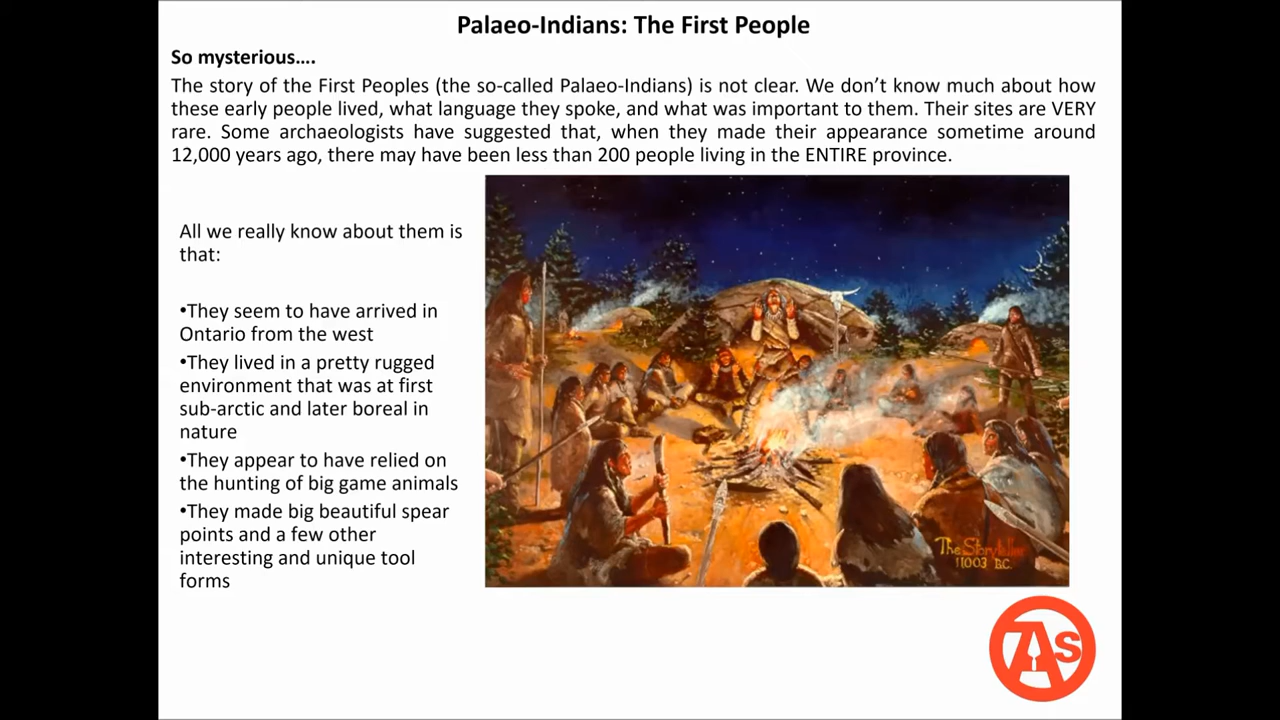 Palaeo-Indians: The First People
So mysterious….
The story of the First Peoples (the so-called Palaeo-Indians) is not clear. We don’t know much about how
these early people lived, what language they spoke, and what was important to them. Their sites are VERY
rare. Some archaeologists have suggested that, when they made their appearance sometime around
12,000 years ago, there may have been less than 200 people living in the ENTIRE province.
All we really know about them is
that:
•They seem to have arrived in
Ontario from the west
•They lived in a pretty rugged
environment that was at first
sub-arctic and later boreal in
nature
•They appear to have relied on
the hunting of big game animals
•They made big beautiful spear
points and a few other
interesting and unique tool
forms
The Storyteller
11003 B.C.
7As